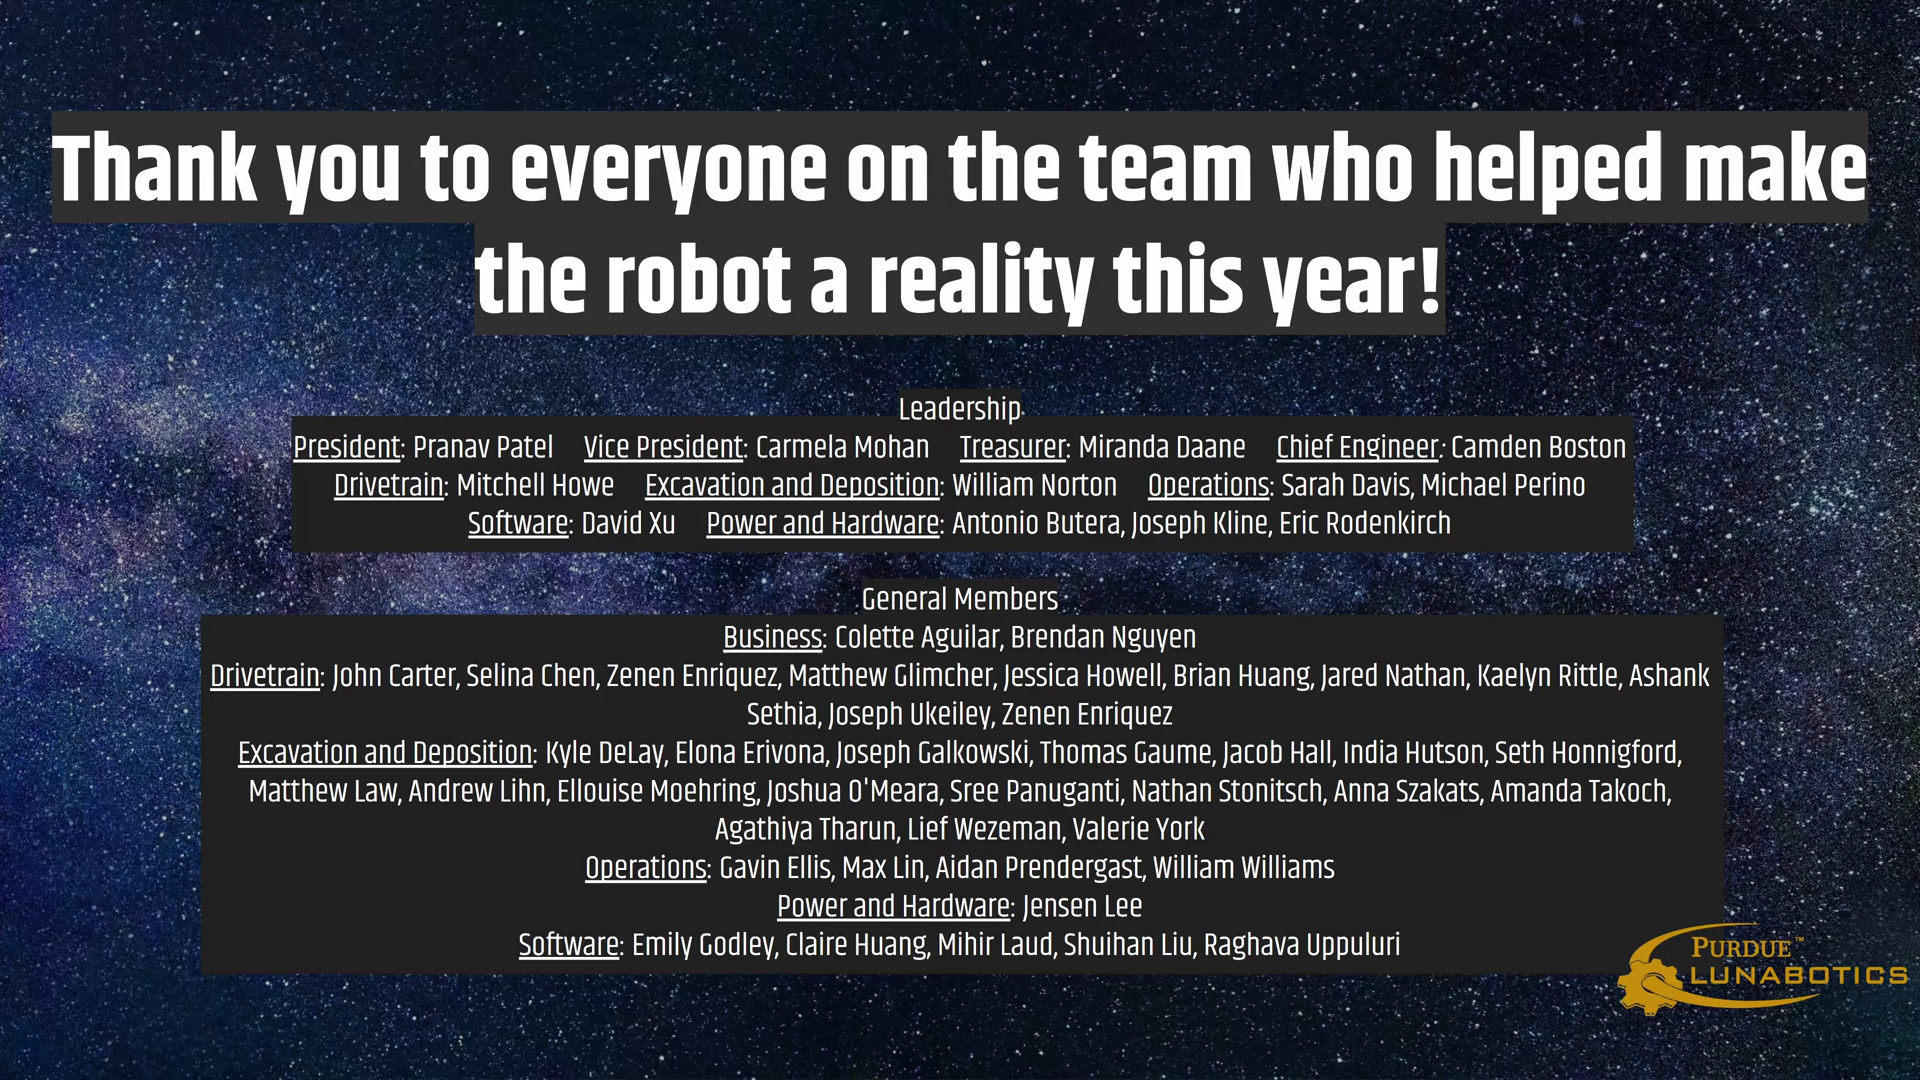 Thank you to everyone on the team who helped make
the robot a reality this year!
Leadership
President: Pranav Patel Vice President: Carmela Mohan Treasurer: Miranda Daane Chief Engineer: Camden Boston
Drivetrain: Mitchell Howe Excavation and Deposition: William Norton Operations: Sarah Davis, Michael Perino
Software: David Xu Power and Hardware: Antonio Butera, Joseph Kline, Eric Rodenkirch
General Members
Business: Colette Aguilar, Brendan Nguyen
Drivetrain: John Carter, Selina Chen, Zenen Enriquez, Matthew Glimcher, Jessica Howell, Brian Huang, Jared Nathan, Kaelyn Rittle, Ashank
Sethia, Joseph Ukeiley, Zenen Enriquez
Excavation and Deposition: Kyle DeLay, Elona Erivona, Joseph Galkowski, Thomas Gaume, Jacob Hall, India Hutson, Seth Honnigford,
Matthew Law, Andrew Lihn, Ellouise Moehring, Joshua O'Meara, Sree Panuganti, Nathan Stonitsch, Anna Szakats, Amanda Takoch,
Agathiya Tharun, Lief Wezeman, Valerie York
Operations: Gavin Ellis, Max Lin, Aidan Prendergast, William Williams
Power and Hardware: Jensen Lee
Software: Emily Godley, Claire Huang, Mihir Laud, Shuihan Liu, Raghava Uppuluri
PURDUE™
LUNABOTICS